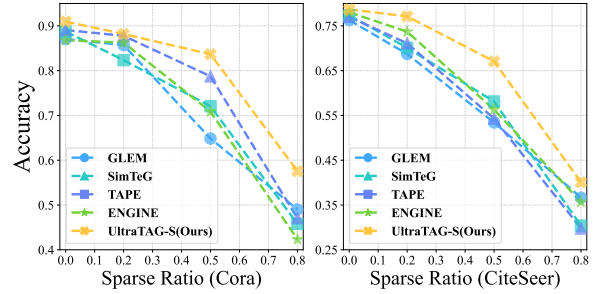 Accuracy
0.9
0.8
0.7
0.6
0.5
0.4
GLEM
SimTeG
TAPE
ENGINE
UltraTAG-S(Ours)
0.0 0.1 0.2 0.3 0.4 0.5 0.6 0.7 0.8
Sparse Ratio (Cora)
0.75
0.65
0.55
0.45
0.35
0.25
GLEM
SimTeG
TAPE
ENGINE
UltraTAG-S(Ours)
0.0 0.1 0.2 0.3 0.4 0.5 0.6 0.7 0.8
Sparse Ratio (CiteSeer)